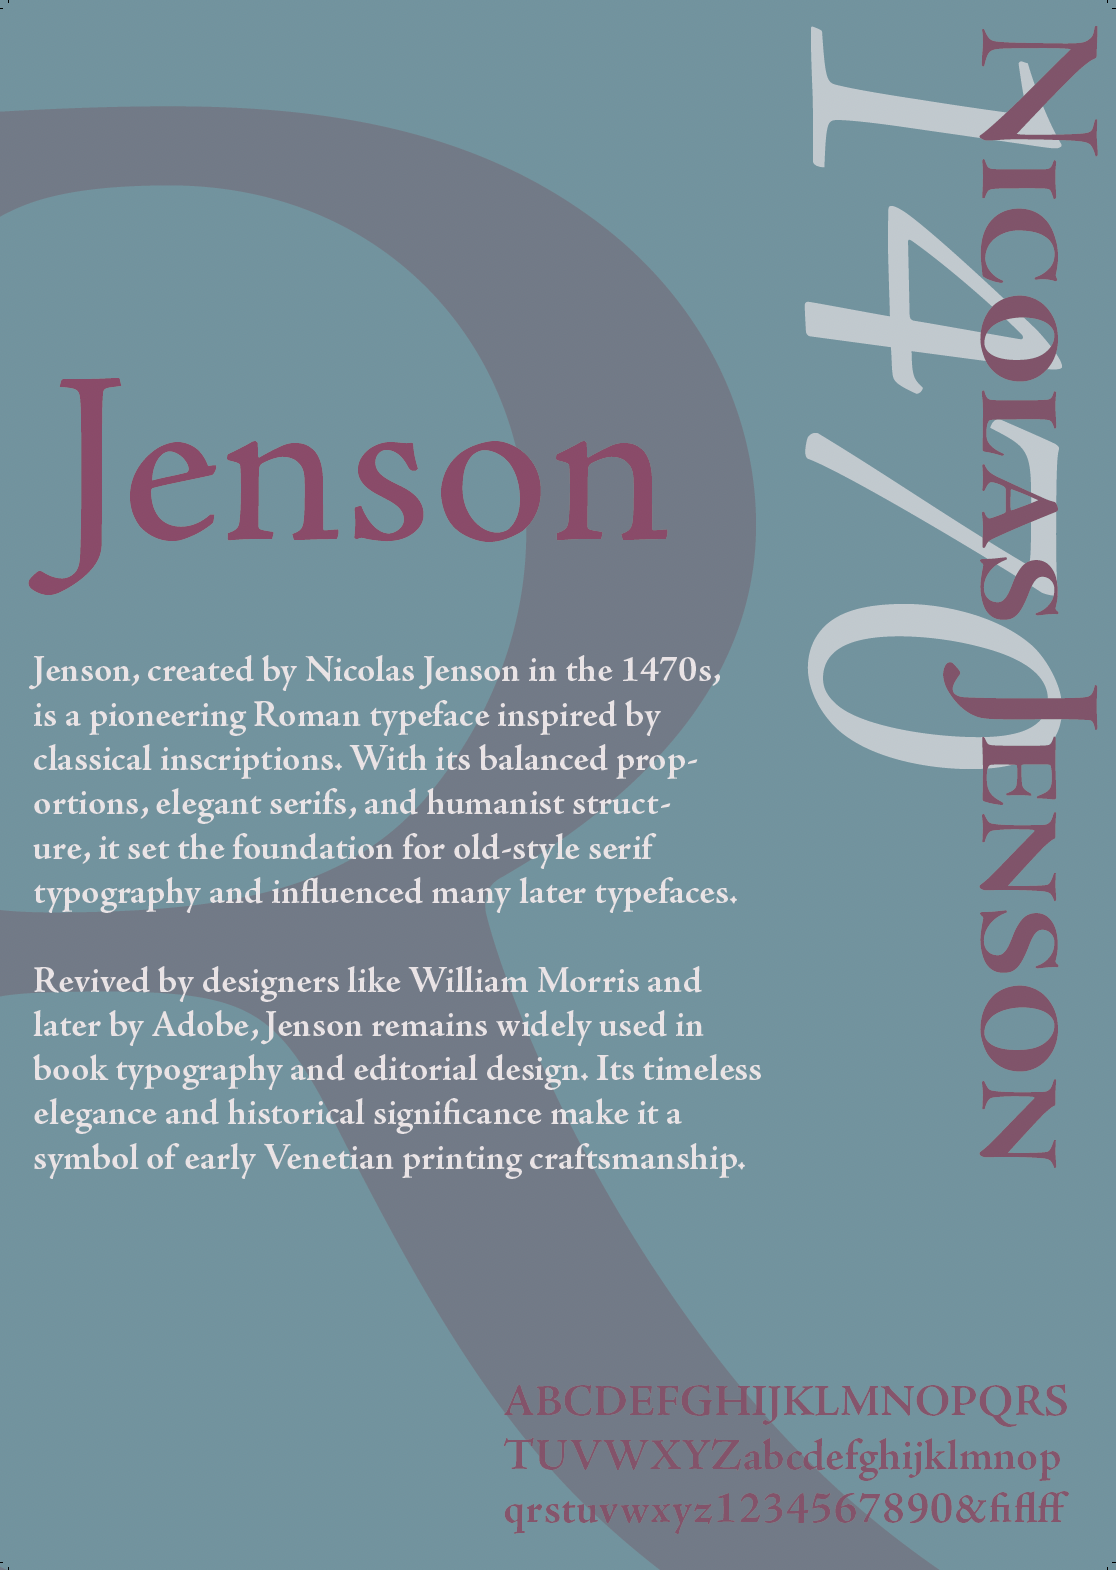 1470
Nicolas Jenson
Jenson
Jenson, created by Nicolas Jenson in the 1470s,
is a pioneering Roman typeface inspired by
classical inscriptions. With its balanced prop-
ortions, elegant serifs, and humanist struct-
ure, it set the foundation for old-style serif
typography and influenced many later typefaces.
Revived by designers like William Morris and
later by Adobe, Jenson remains widely used in
book typography and editorial design. Its timeless
elegance and historical significance make it a
symbol of early Venetian printing craftsmanship.
R
ABCDEFGHIJKLMNOPQRS
TUVWXYZabcdefghijklmnop
qrstuvwxyz1234567890&fiflff